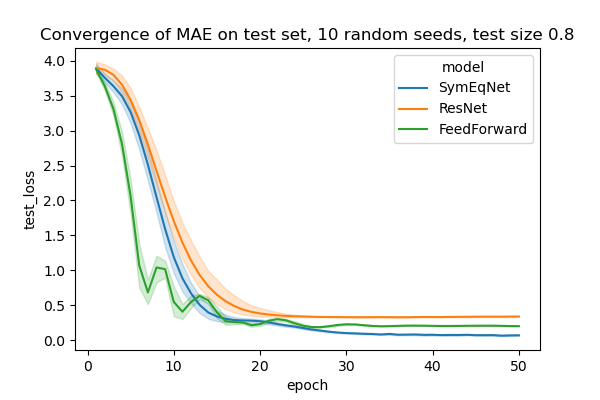 Convergence of MAE on test set, 10 random seeds, test size 0.8
model
SymEqNet
ResNet
FeedForward
test_loss
4.0
3.5
3.0
2.5
2.0
1.5
1.0
0.5
0.0
0 10 20 30 40 50
epoch